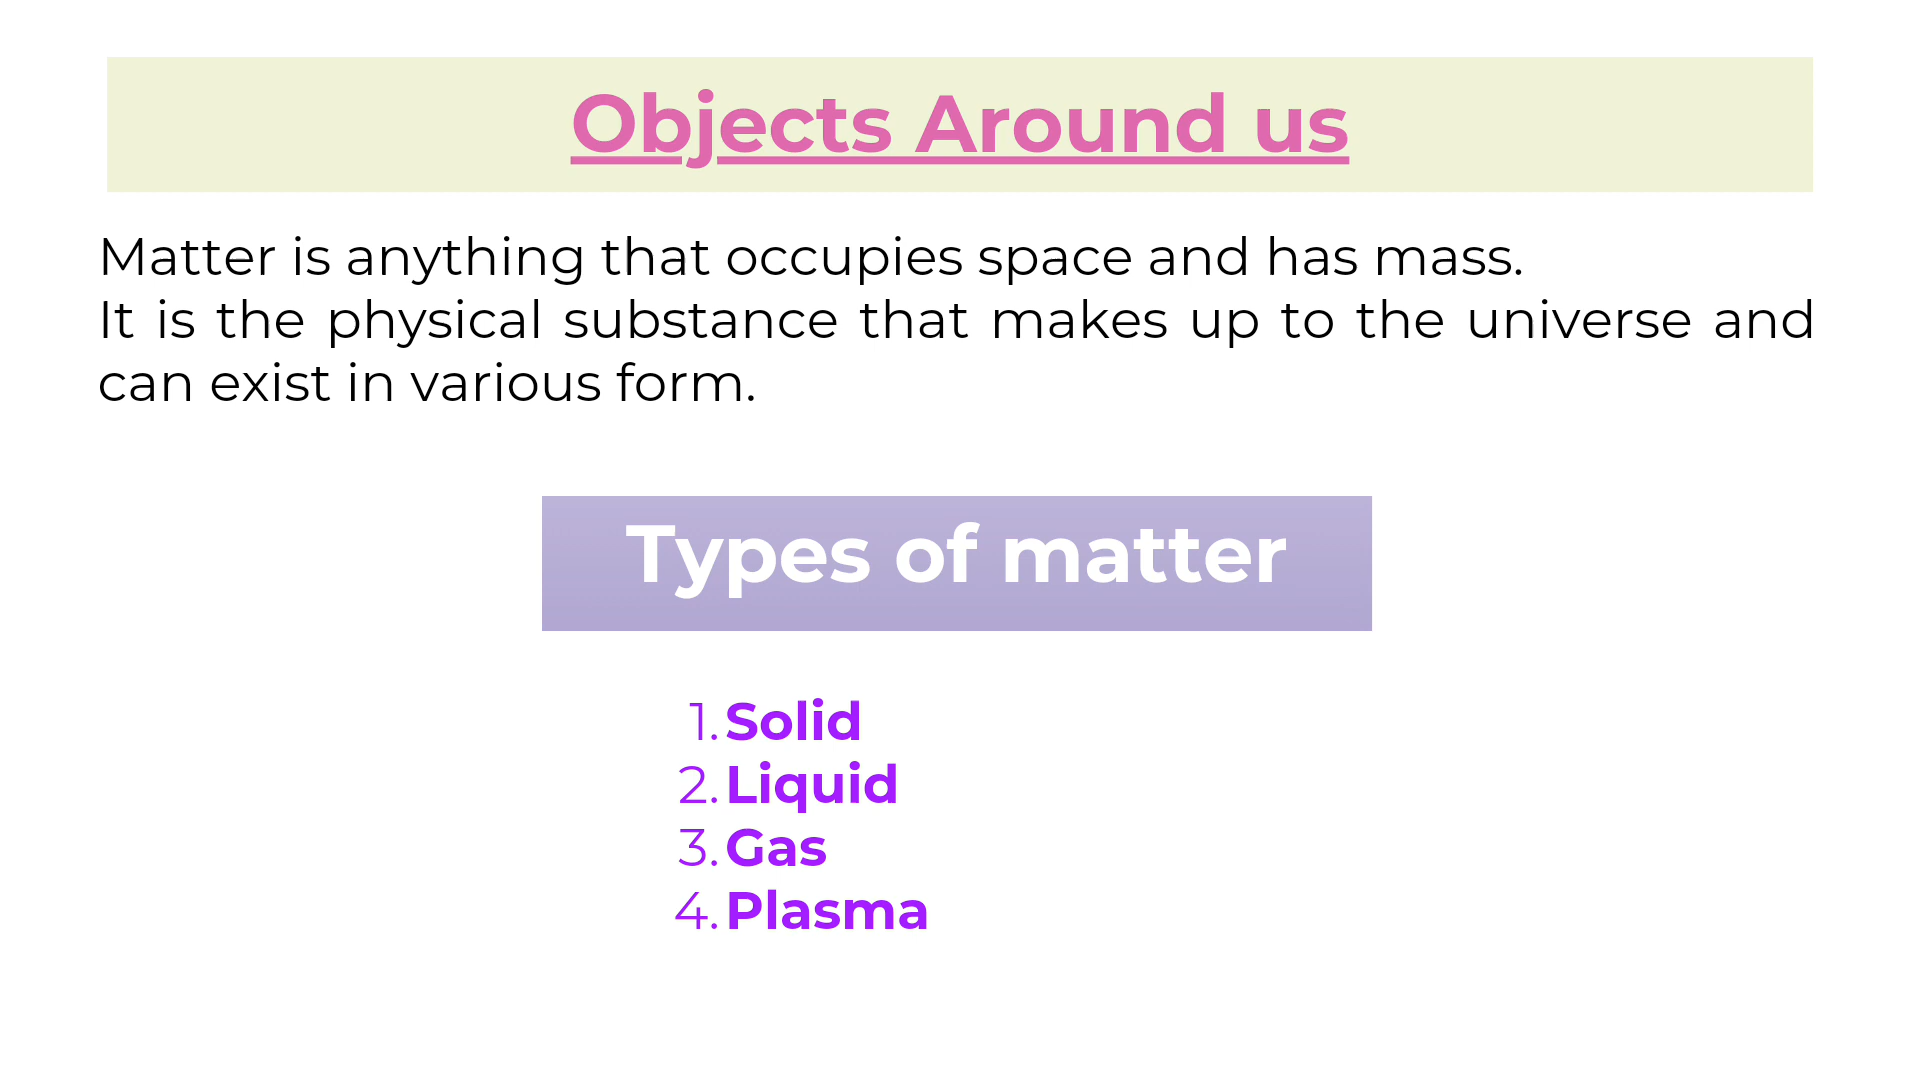 Objects Around us
Matter is anything that occupies space and has mass.
It is the physical substance that makes up to the universe and
can exist in various form.
Types of matter
1. Solid
2. Liquid
3. Gas
4. Plasma